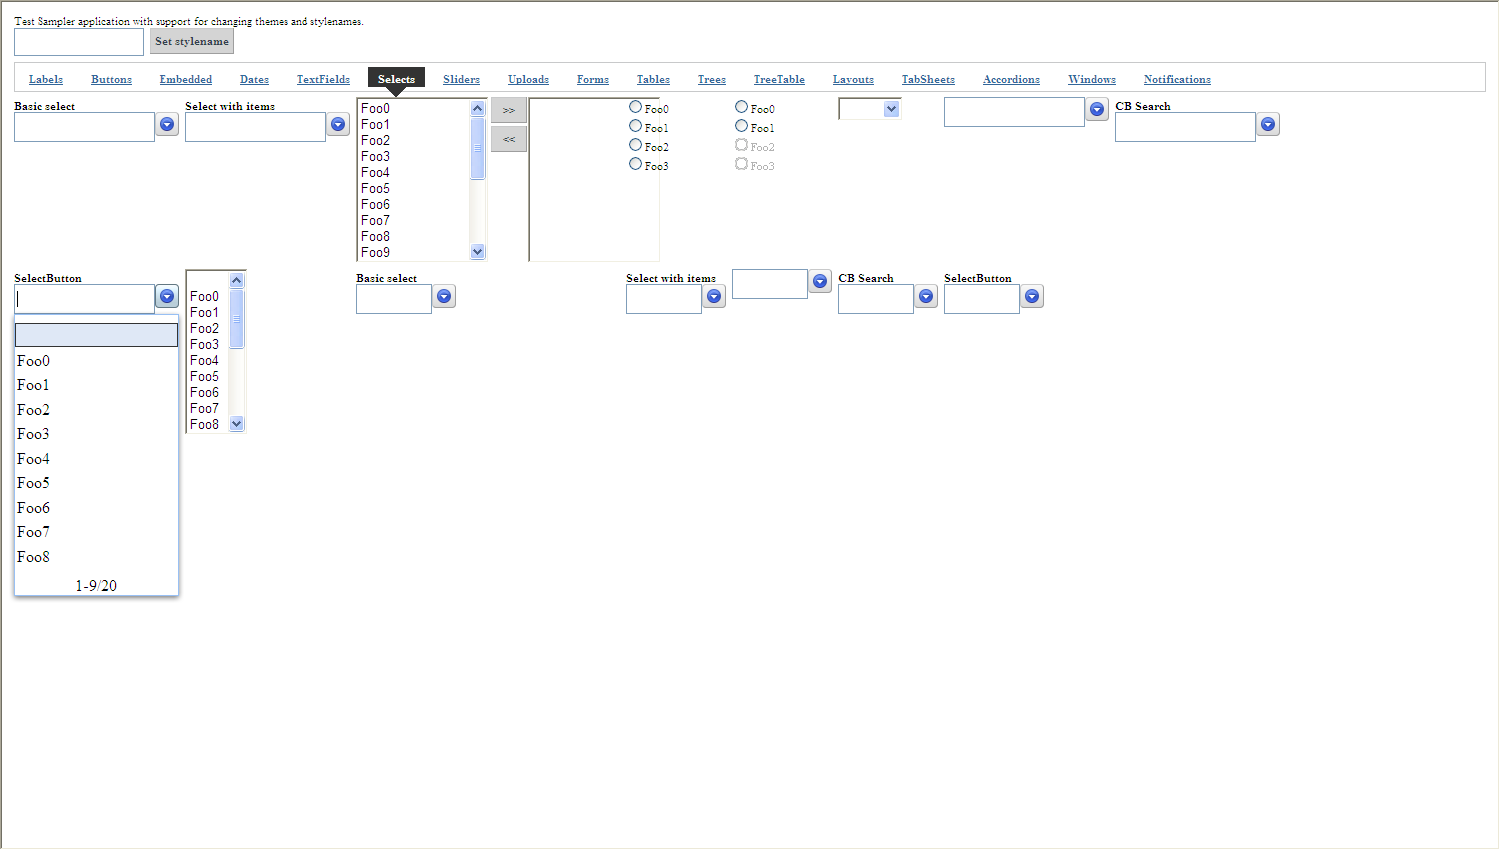 Test Sampler application with support for changing themes and stylenames.
Set stylename
Labels Buttons Embedded Dates TextFields Selects Sliders Uploads Forms Tables Trees TreeTable Layouts TabSheets Accordions Windows Notifications
Basic select
Select with items
Foo0
Foo1
Foo2
Foo3
Foo4
Foo5
Foo6
Foo7
Foo8
Foo9
>>
<<
Foo0
Foo1
Foo2
Foo3
Foo0
Foo1
Foo2
Foo3
CB Search
SelectButton
Foo0
Foo1
Foo2
Foo3
Foo4
Foo5
Foo6
Foo7
Foo8
1-9/20
Foo0
Foo1
Foo2
Foo3
Foo4
Foo5
Foo6
Foo7
Foo8
Basic select
Select with items
CB Search
SelectButton